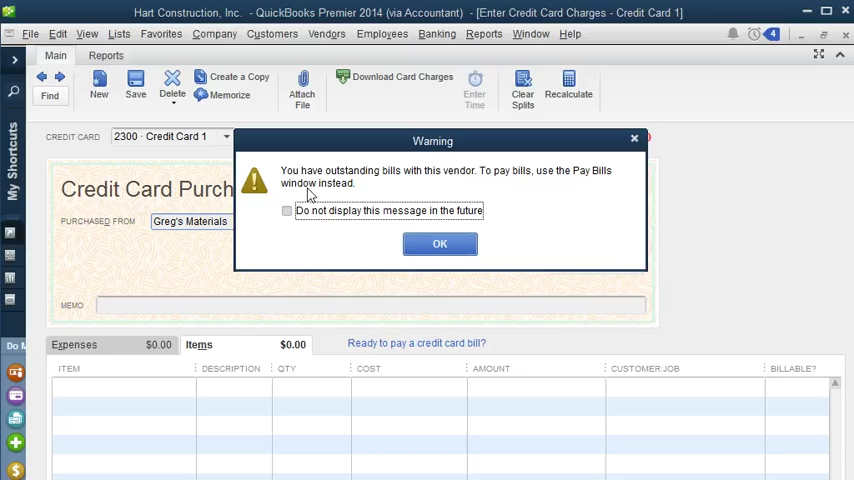 Hart Construction, Inc. - QuickBooks Premier 2014 (via Accountant) - [Enter Credit Card Charges - Credit Card 1]
File Edit View Lists Favorites Company Customers Vendors Employees Banking Reports Window Help 4
Main Reports
Find
New
Save
Delete
Create a Copy
Memorize
Attach File
Download Card Charges
Enter Time
Clear Splits
Recalculate
My Shortcuts
CREDIT CARD 2300 · Credit Card 1
Warning
You have outstanding bills with this vendor. To pay bills, use the Pay Bills
window instead.
Do not display this message in the future
OK
Credit Card Purch
PURCHASED FROM Greg's Materials
MEMO
Do M
Expenses $0.00 Items $0.00 Ready to pay a credit card bill?
ITEM DESCRIPTION QTY COST AMOUNT CUSTOMER:JOB BILLABLE?